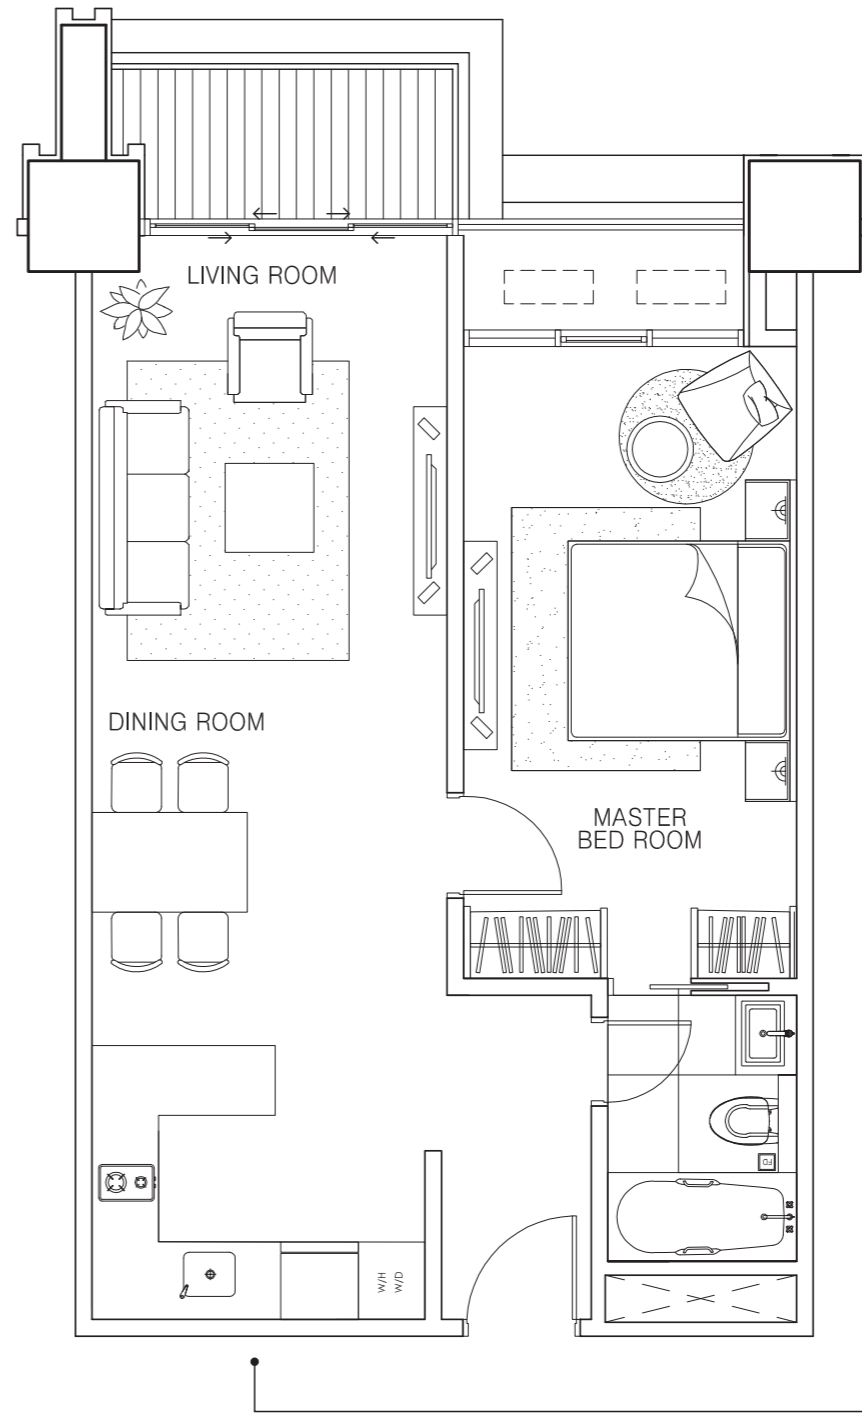 LIVING ROOM
DINING ROOM
MASTER
BED ROOM
FD
W/H
W/D